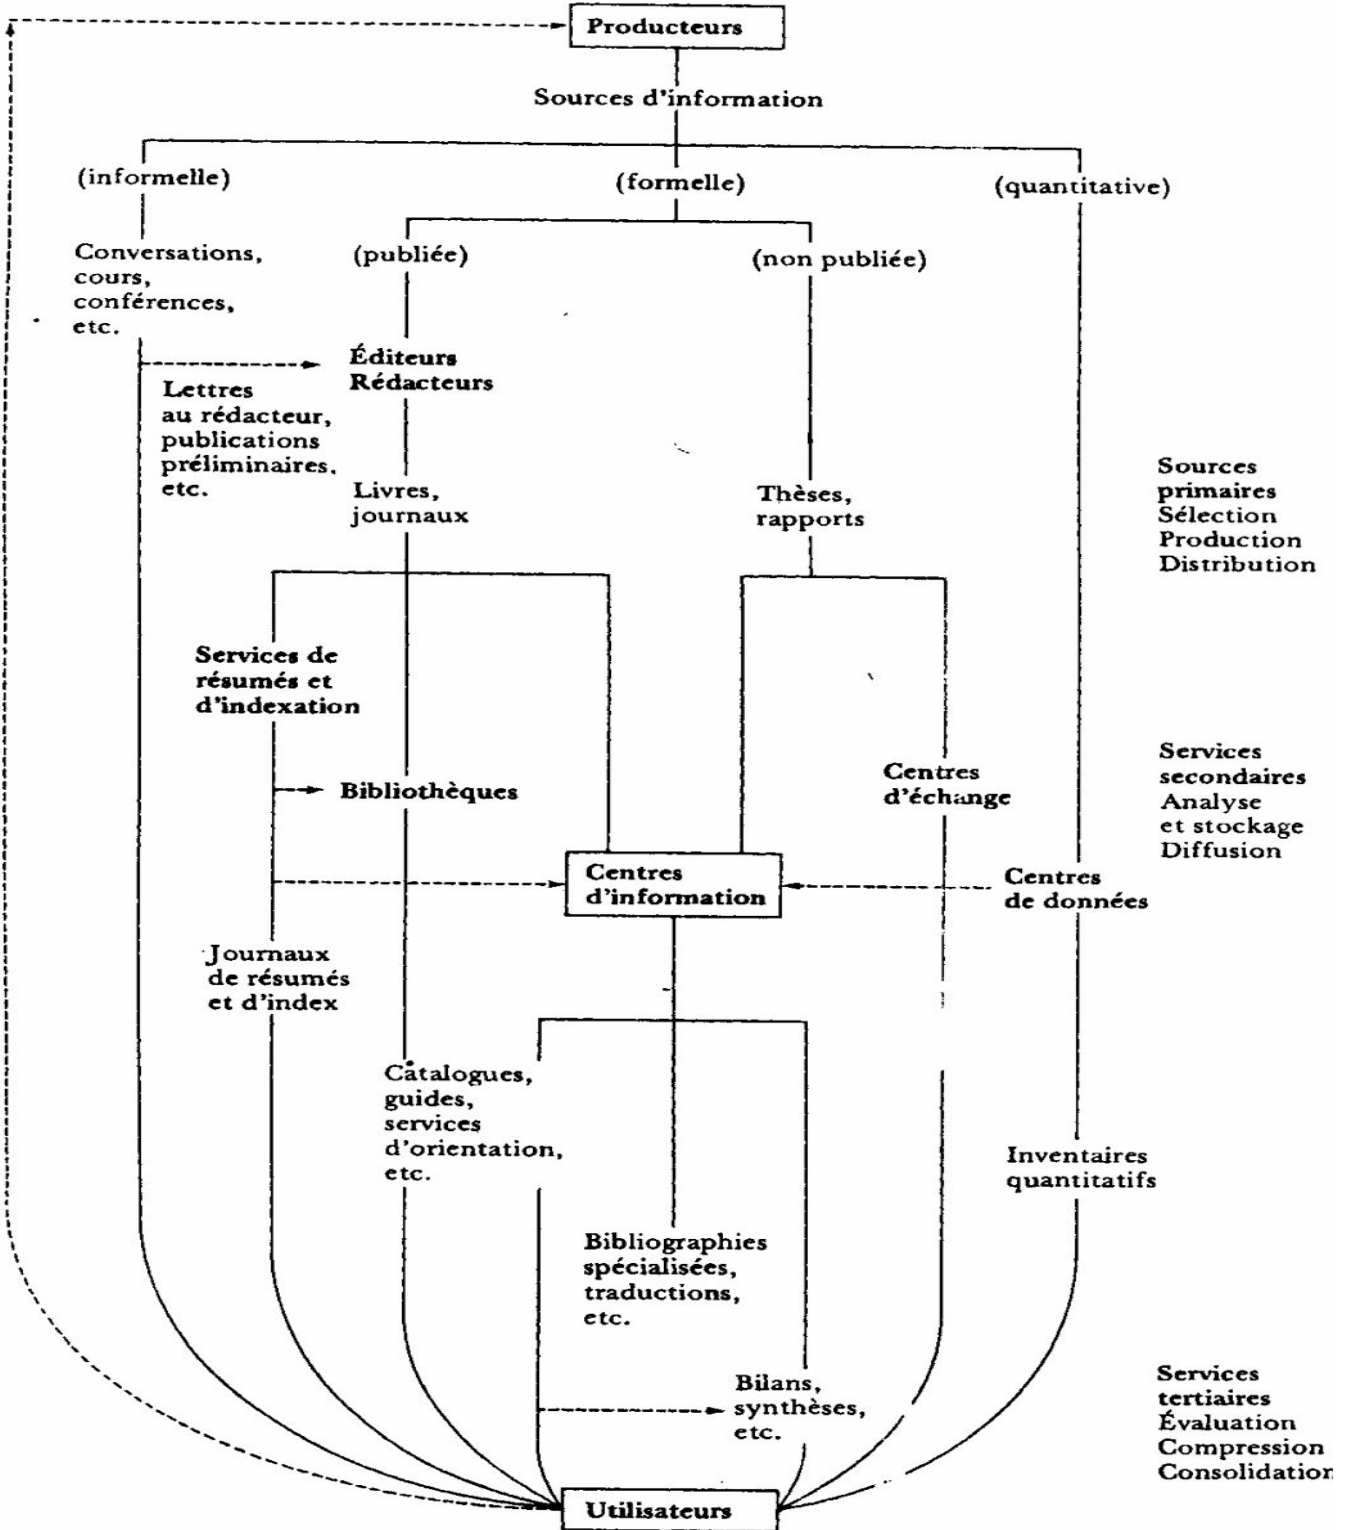 Producteurs
Sources d'information
(informelle)
(formelle)
(quantitative)
Conversations,
cours,
conférences,
etc.
(publiée)
(non publiée)
Éditeurs
Rédacteurs
Lettres
au rédacteur,
publications
préliminaires,
etc.
Livres,
journaux
Thèses,
rapports
Sources
primaires
Sélection
Production
Distribution
Services de
résumés et
d'indexation
Bibliothèques
Centres
d'échange
Services
secondaires
Analyse
et stockage
Diffusion
Centres
d'information
Centres
de données
Journaux
de résumés
et d'index
Catalogues,
guides,
services
d'orientation,
etc.
Inventaires
quantitatifs
Bibliographies
spécialisées,
traductions,
etc.
Bilans,
synthèses,
etc.
Services
tertiaires
Évaluation
Compression
Consolidation
Utilisateurs